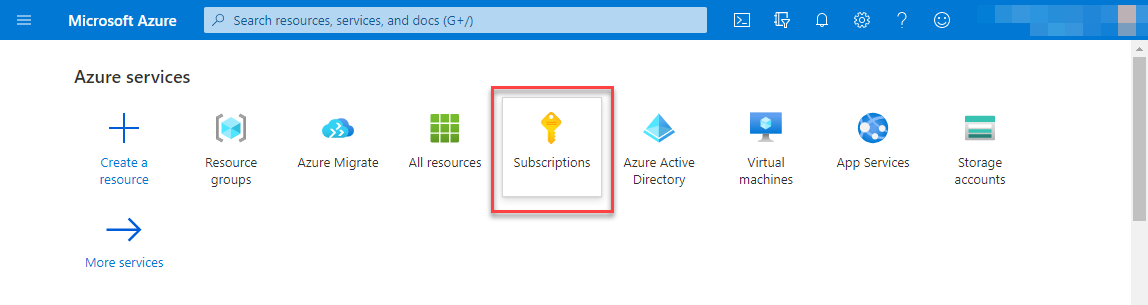 Microsoft Azure
Search resources, services, and docs (G+/)
Azure services
Create a
resource
Resource
groups
Azure Migrate
All resources
Subscriptions
Azure Active
Directory
Virtual
machines
App Services
Storage
accounts
More services